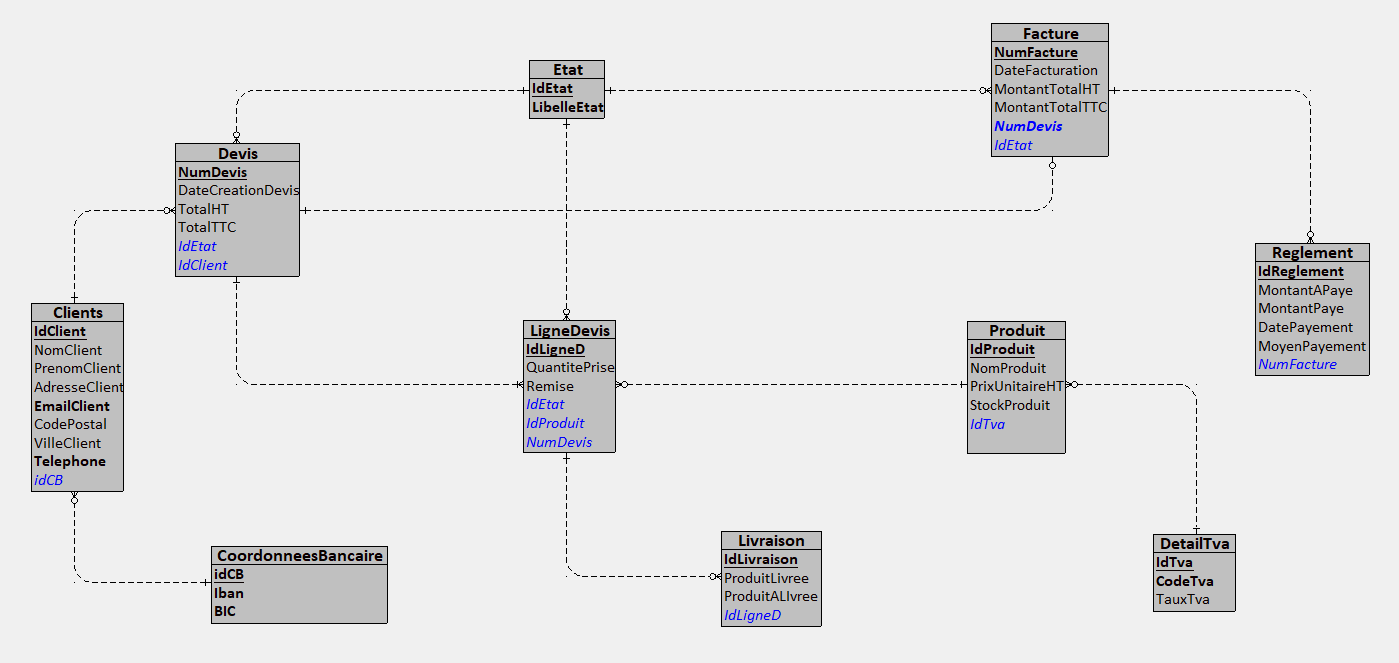 Facture
NumFacture
DateFacturation
MontantTotalHT
MontantTotalTTC
NumDevis
IdEtat
Etat
IdEtat
LibelleEtat
Devis
NumDevis
DateCreationDevis
TotalHT
TotalTTC
IdEtat
IdClient
Reglement
IdReglement
MontantAPaye
MontantPaye
DatePayement
MoyenPayement
NumFacture
Clients
IdClient
NomClient
PrenomClient
AdresseClient
EmailClient
CodePostal
VilleClient
Telephone
idCB
LigneDevis
IdLigneD
QuantitePrise
Remise
IdEtat
IdProduit
NumDevis
Produit
IdProduit
NomProduit
PrixUnitaireHT
StockProduit
IdTva
CoordonneesBancaire
idCB
Iban
BIC
Livraison
IdLivraison
ProduitLivree
ProduitALIvree
IdLigneD
DetailTva
IdTva
CodeTva
TauxTva